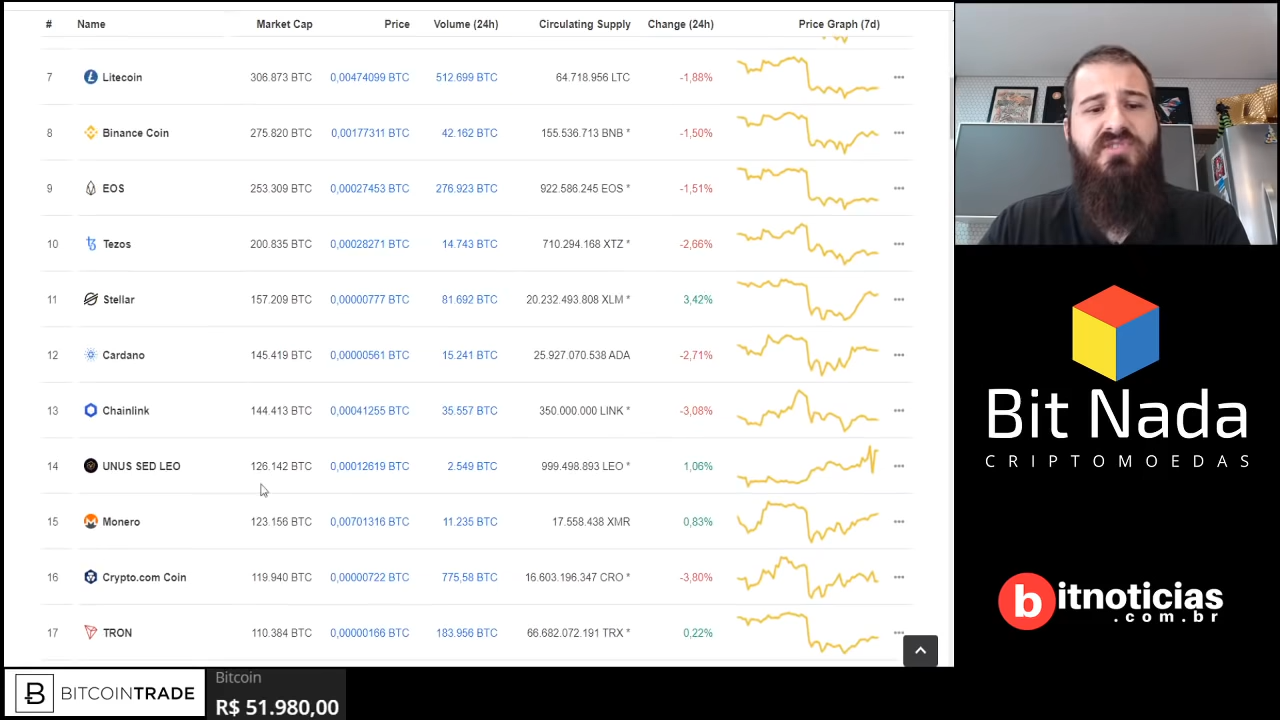 # Name Market Cap Price Volume (24h) Circulating Supply Change (24h) Price Graph (7d)
7 Litecoin 306.873 BTC 0,00474099 BTC 512.699 BTC 64.718.956 LTC -1,88%
8 Binance Coin 275.820 BTC 0,00177311 BTC 42.162 BTC 155.536.713 BNB * -1,50%
9 EOS 253.309 BTC 0,00027453 BTC 276.923 BTC 922.586.245 EOS * -1,51%
10 Tezos 200.835 BTC 0,00028271 BTC 14.743 BTC 710.294.168 XTZ * -2,66%
11 Stellar 157.209 BTC 0,00000777 BTC 81.692 BTC 20.232.493.808 XLM * 3,42%
12 Cardano 145.419 BTC 0,00000561 BTC 15.241 BTC 25.927.070.538 ADA -2,71%
13 Chainlink 144.413 BTC 0,00041255 BTC 35.557 BTC 350.000.000 LINK * -3,08%
14 UNUS SED LEO 126.142 BTC 0,00012619 BTC 2.549 BTC 999.498.893 LEO * 1,06%
15 Monero 123.156 BTC 0,00701316 BTC 11.235 BTC 17.558.438 XMR 0,83%
16 Crypto.com Coin 119.940 BTC 0,00000722 BTC 775,58 BTC 16.603.196.347 CRO * -3,80%
17 TRON 110.384 BTC 0,00000166 BTC 183.956 BTC 66.682.072.191 TRX * 0,22%
Bit Nada
CRIPTOMOEDAS
bitnoticias
.com.br
BITCOINTRADE
Bitcoin
R$ 51.980,00